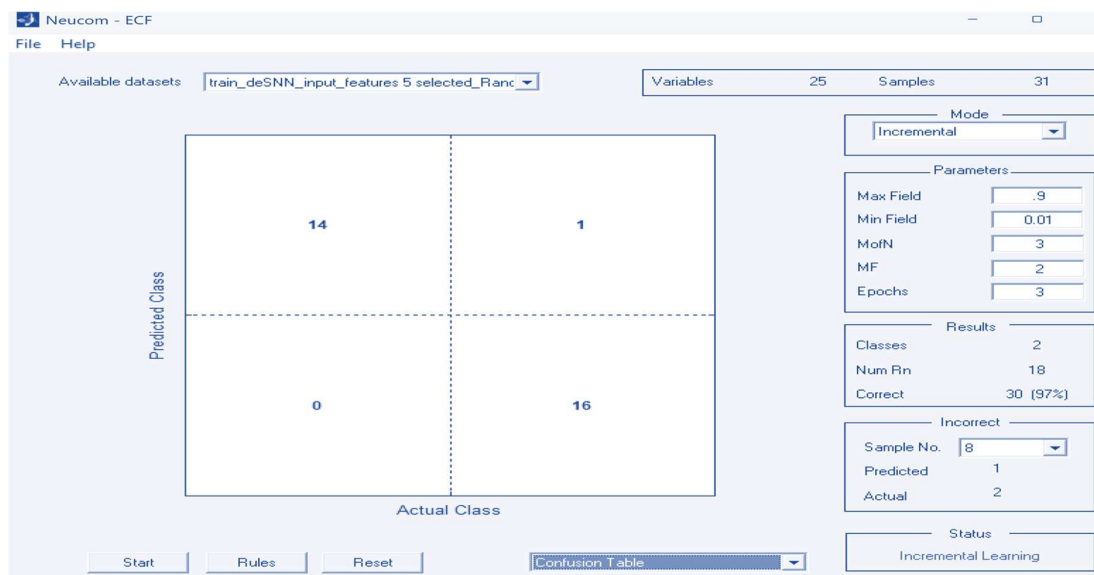 Neucom - ECF
File Help
Available datasets train_deSNN_input_features 5 selected_Ranc
Variables 25 Samples 31
Mode
Incremental
Parameters
Max Field .9
Min Field 0.01
MofN 3
MF 2
Epochs 3
Results
Classes 2
Num Rn 18
Correct 30 (97%)
Incorrect
Sample No. 8
Predicted 1
Actual 2
Status
Incremental Learning
Predicted Class
14 1
0 16
Actual Class
Start Rules Reset Confusion Table